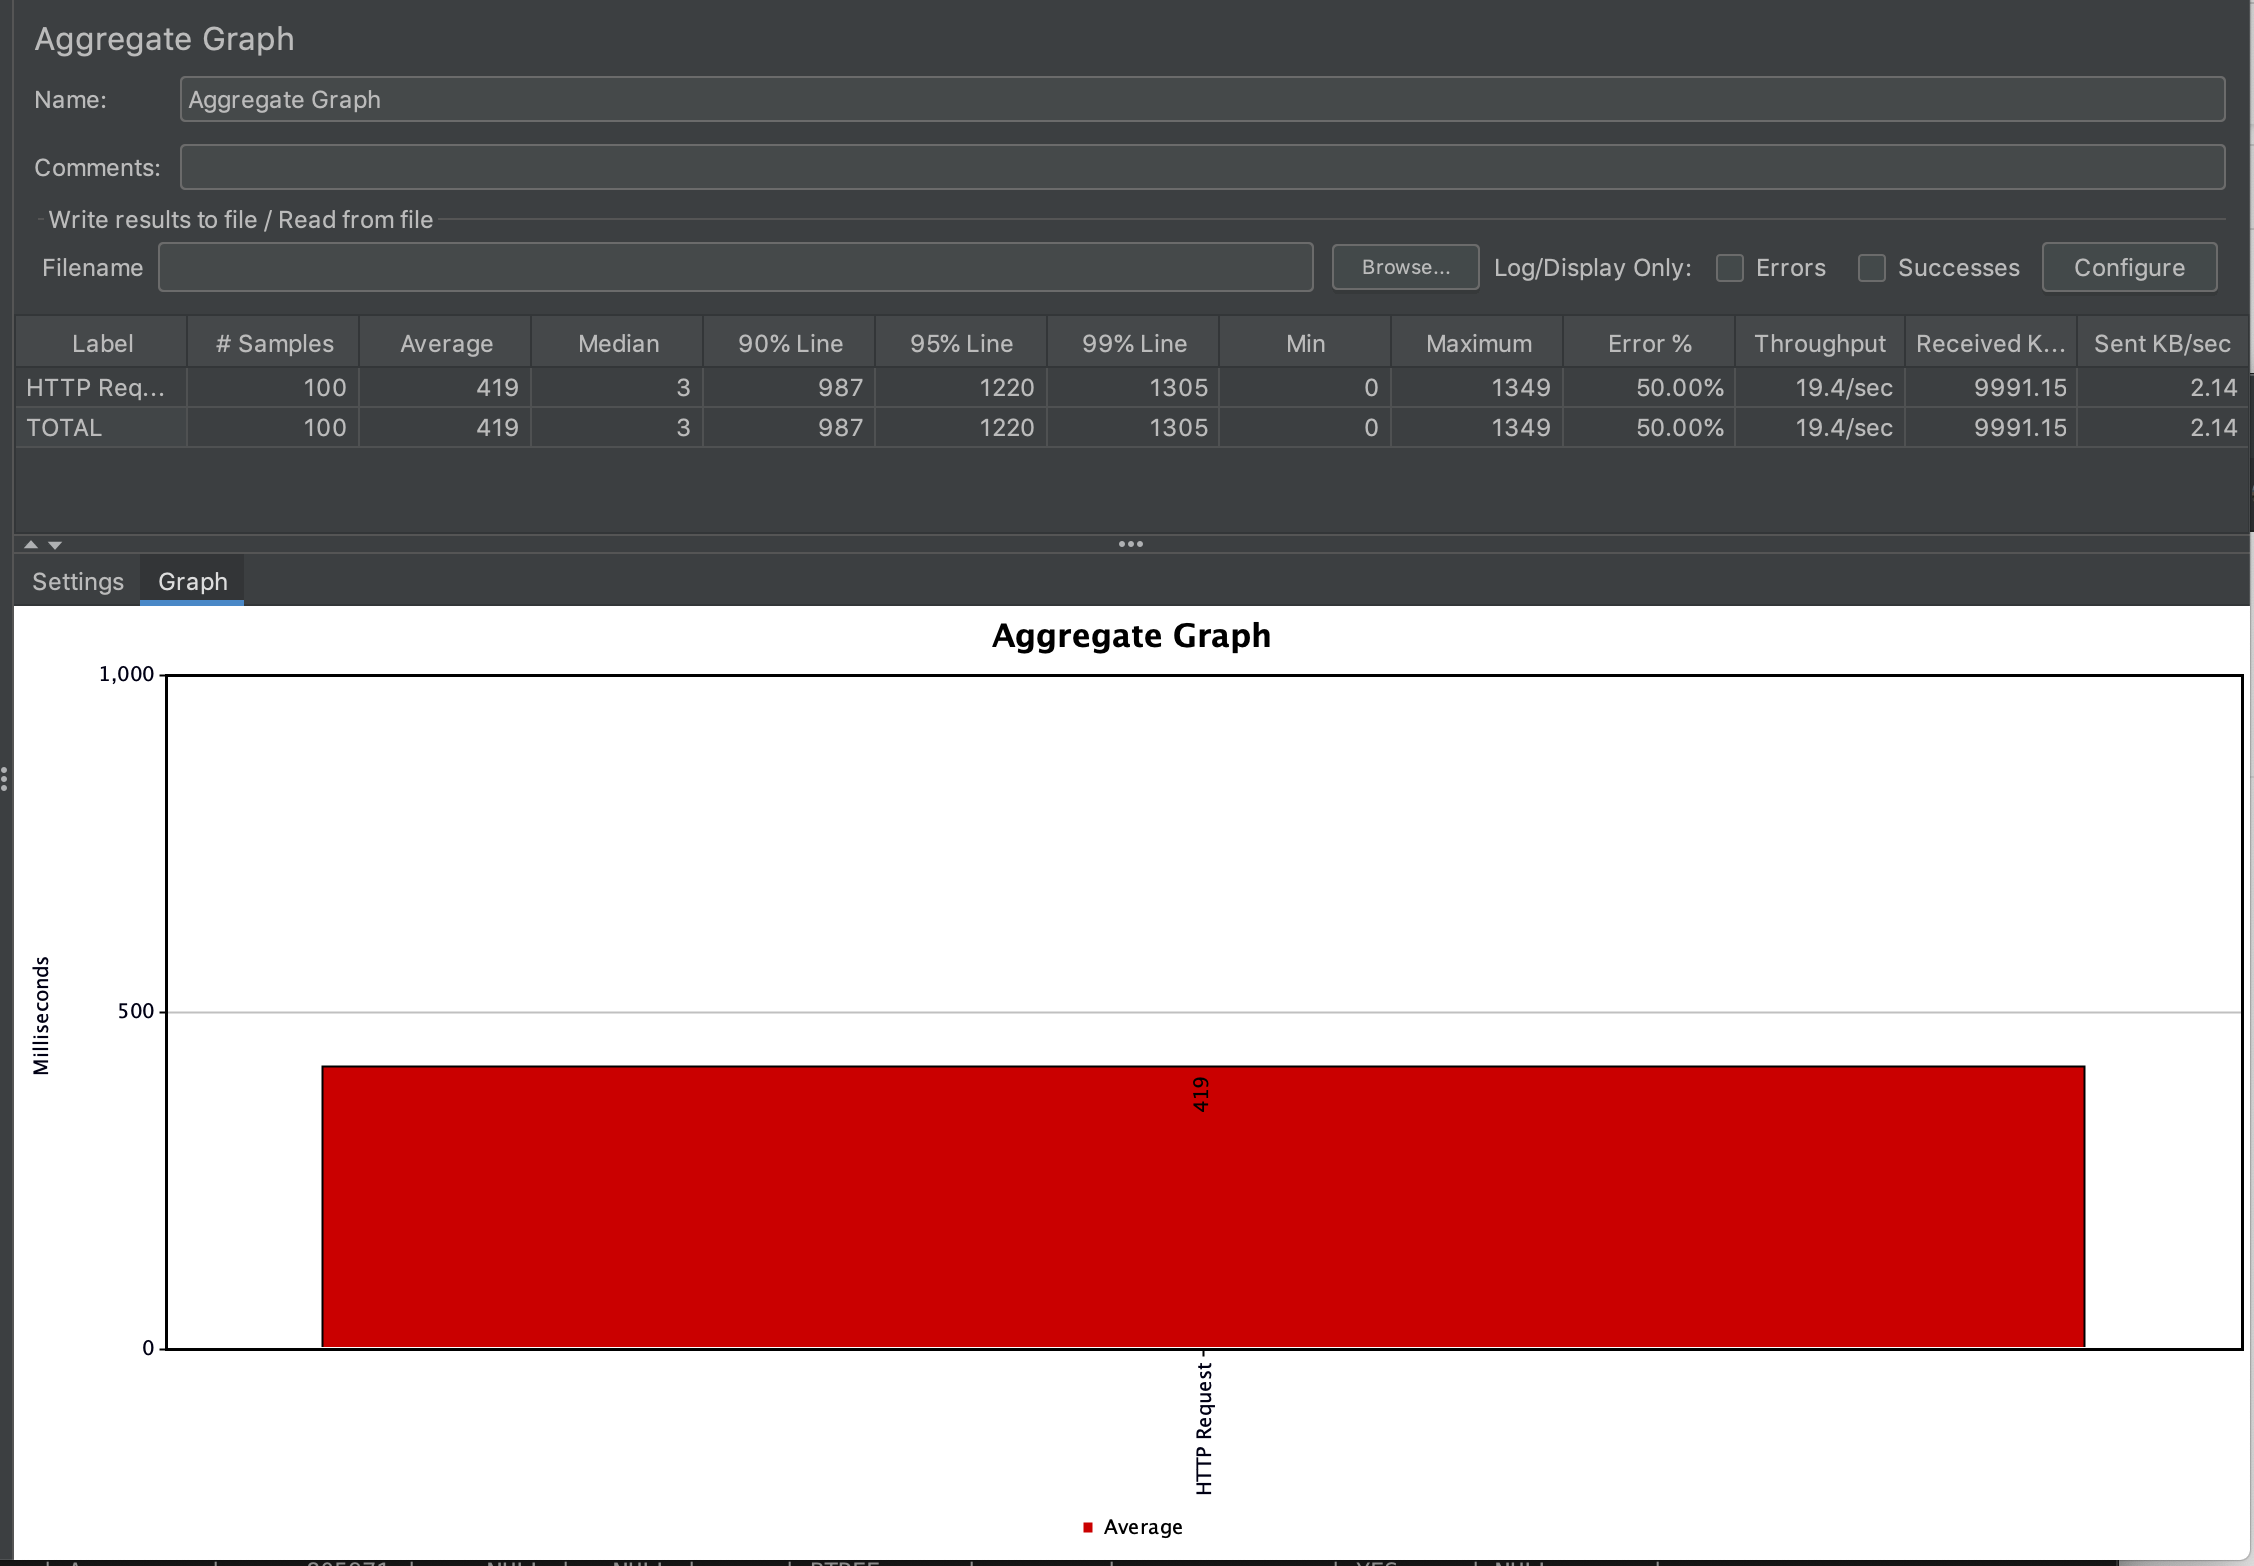 Aggregate Graph
Name: Aggregate Graph
Comments:
Write results to file / Read from file
Filename Browse... Log/Display Only: Errors Successes Configure
Label # Samples Average Median 90% Line 95% Line 99% Line Min Maximum Error % Throughput Received K... Sent KB/sec
HTTP Req... 100 419 3 987 1220 1305 0 1349 50.00% 19.4/sec 9991.15 2.14
TOTAL 100 419 3 987 1220 1305 0 1349 50.00% 19.4/sec 9991.15 2.14
Settings Graph
Aggregate Graph
1,000
500
0
Milliseconds
419
HTTP Request
Average